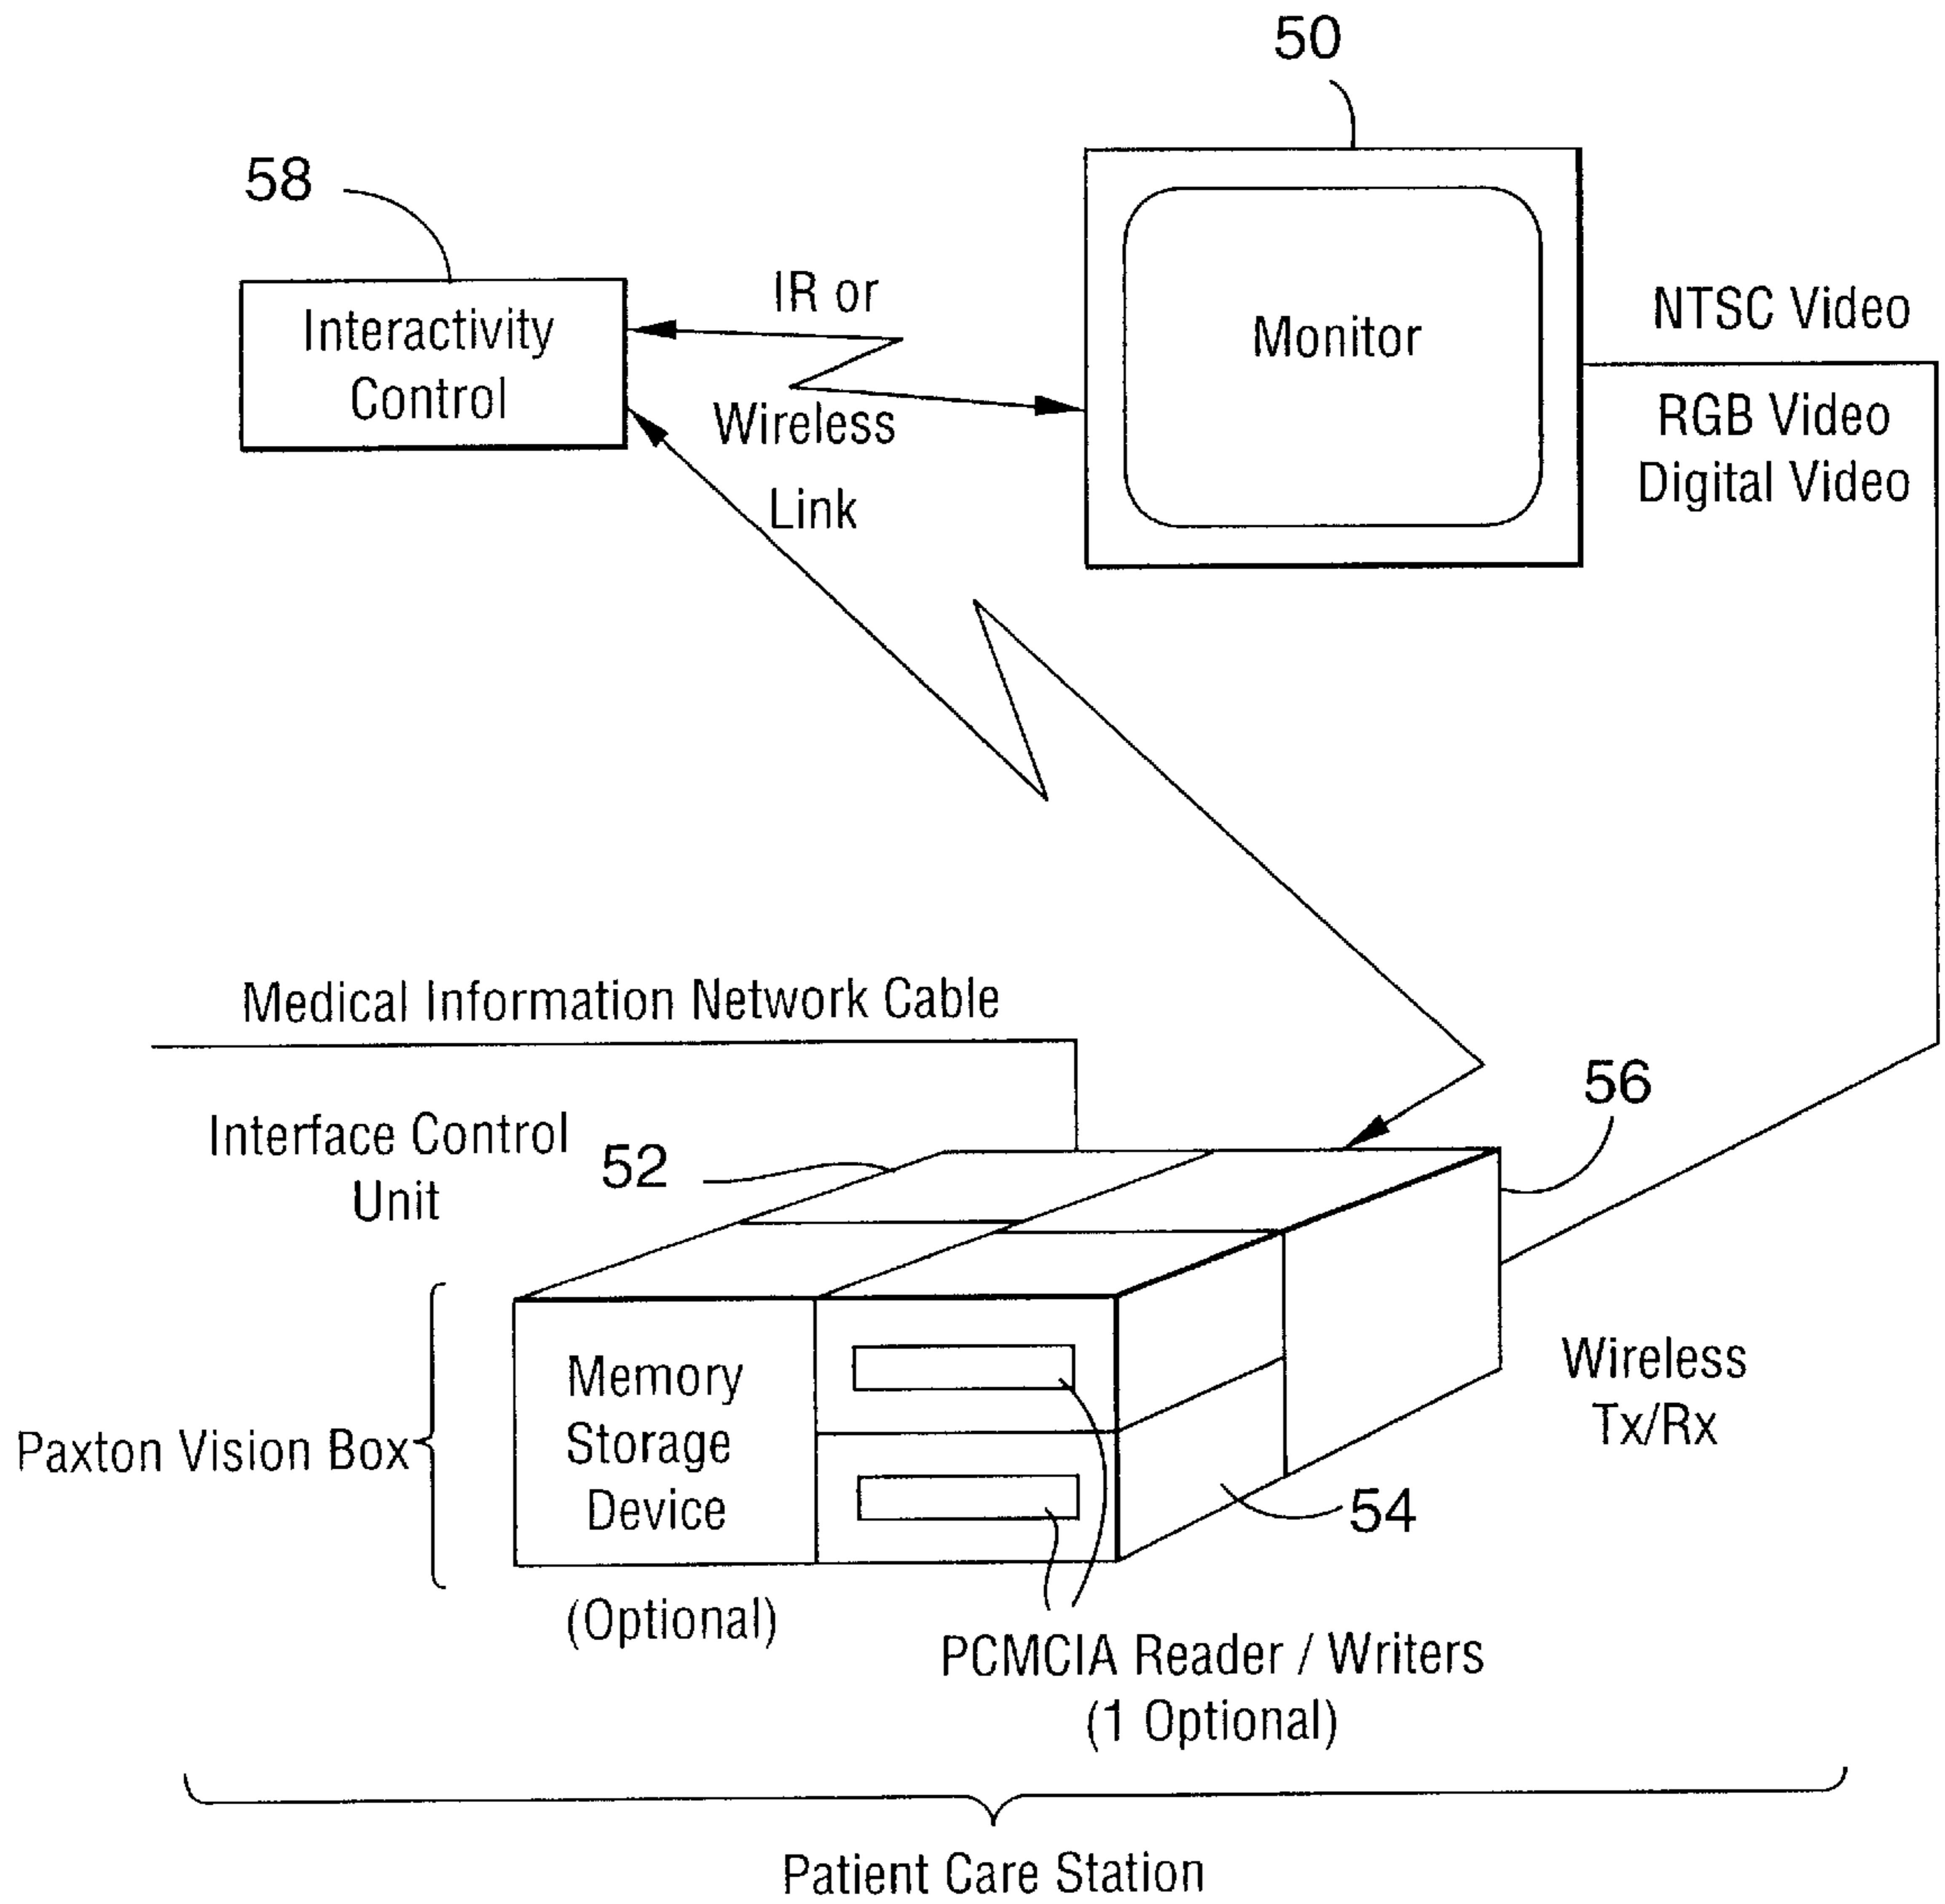 50
58
IR or
Wireless
Link
Interactivity
Control
Monitor
NTSC Video
RGB Video
Digital Video
Medical Information Network Cable
Interface Control
Unit
52
56
Paxton Vision Box
Memory
Storage
Device
(Optional)
Wireless
Tx/Rx
54
PCMCIA Reader / Writers
(1 Optional)
Patient Care Station